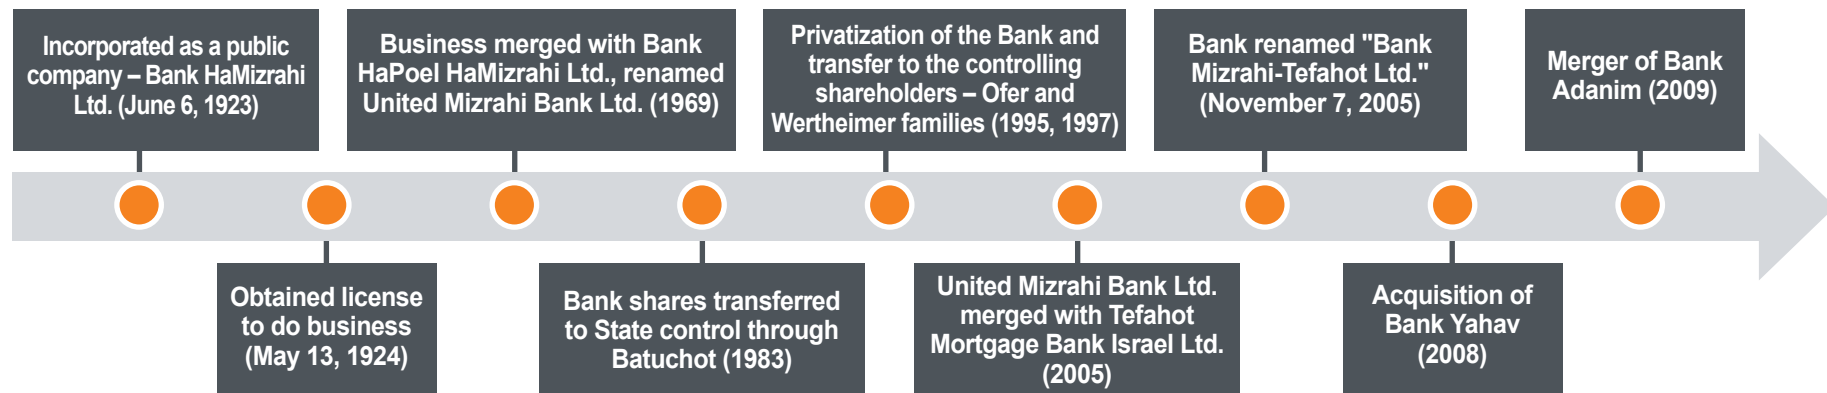 Incorporated as a public
company – Bank HaMizrahi
Ltd. (June 6, 1923)
Obtained license
to do business
(May 13, 1924)
Business merged with Bank
HaPoel HaMizrahi Ltd., renamed
United Mizrahi Bank Ltd. (1969)
Bank shares transferred
to State control through
Batuchot (1983)
Privatization of the Bank and
transfer to the controlling
shareholders – Ofer and
Wertheimer families (1995, 1997)
United Mizrahi Bank Ltd.
merged with Tefahot
Mortgage Bank Israel Ltd.
(2005)
Bank renamed "Bank
Mizrahi-Tefahot Ltd."
(November 7, 2005)
Acquisition of
Bank Yahav
(2008)
Merger of Bank
Adanim (2009)